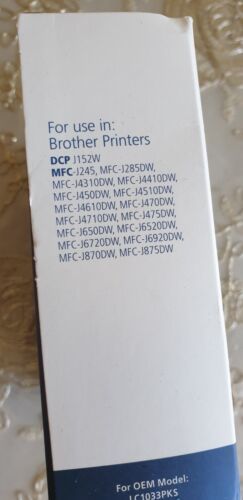 For use in:
Brother Printers
DCP J152W
MFC-J245, MFC-J285DW,
MFC-J4310DW, MFC-J4410DW,
MFC-J450DW, MFC-J4510DW,
MFC-J4610DW, MFC-J470DW,
MFC-J4710DW, MFC-J475DW,
MFC-J650DW, MFC-J6520DW,
MFC-J6720DW, MFC-J6920DW,
MFC-J870DW, MFC-J875DW
For OEM Model:
LC1033PKS